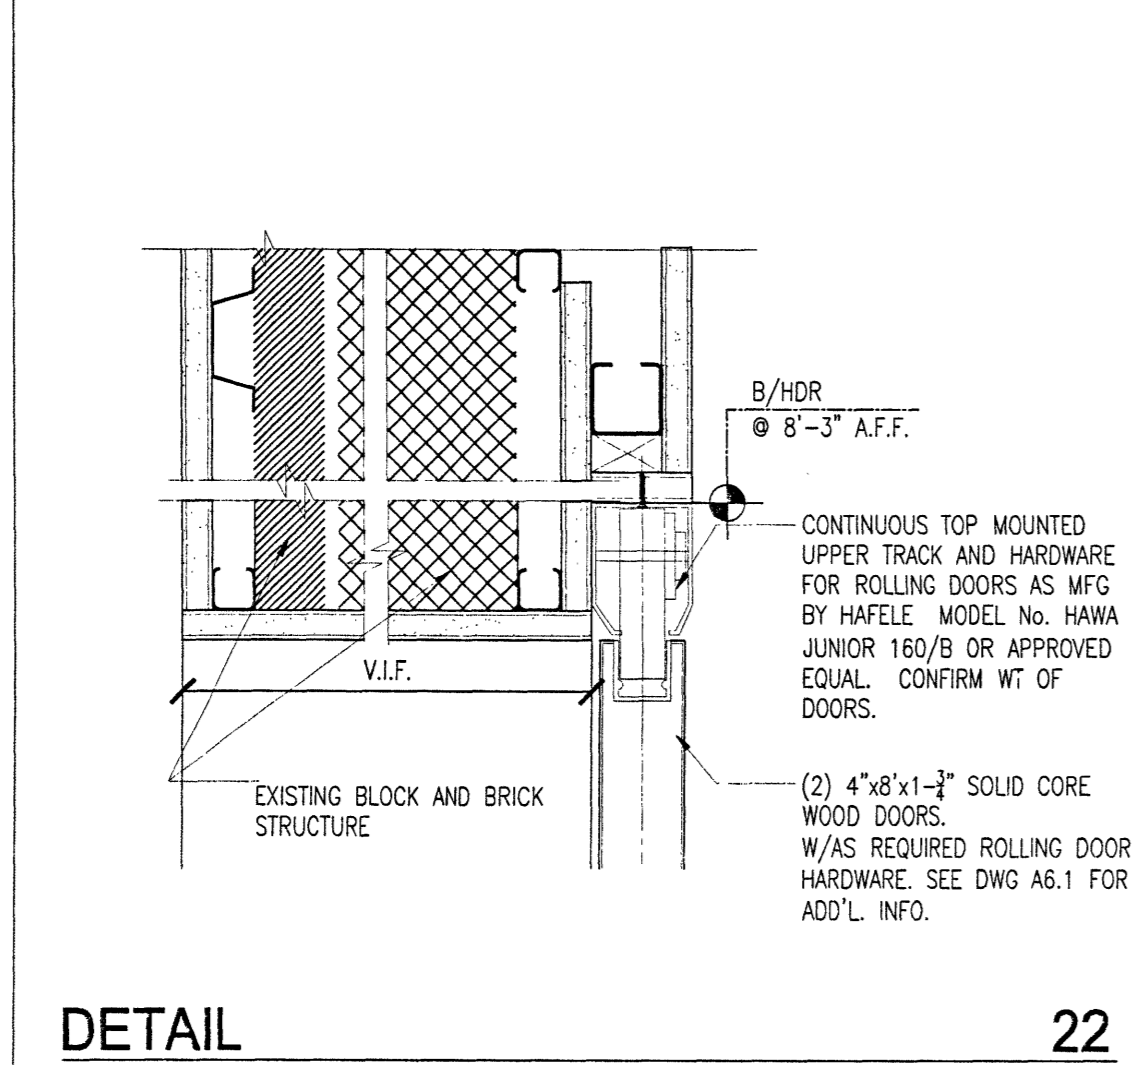 B/HDR
@ 8'-3" A.F.F.
CONTINUOUS TOP MOUNTED
UPPER TRACK AND HARDWARE
FOR ROLLING DOORS AS MFG
BY HAFELE MODEL No. HAWA
JUNIOR 160/B OR APPROVED
EQUAL. CONFIRM WT OF
DOORS.
V.I.F.
EXISTING BLOCK AND BRICK
STRUCTURE
(2) 4"x8'x1-3/4" SOLID CORE
WOOD DOORS.
W/AS REQUIRED ROLLING DOOR
HARDWARE. SEE DWG A6.1 FOR
ADD'L. INFO.
DETAIL 22